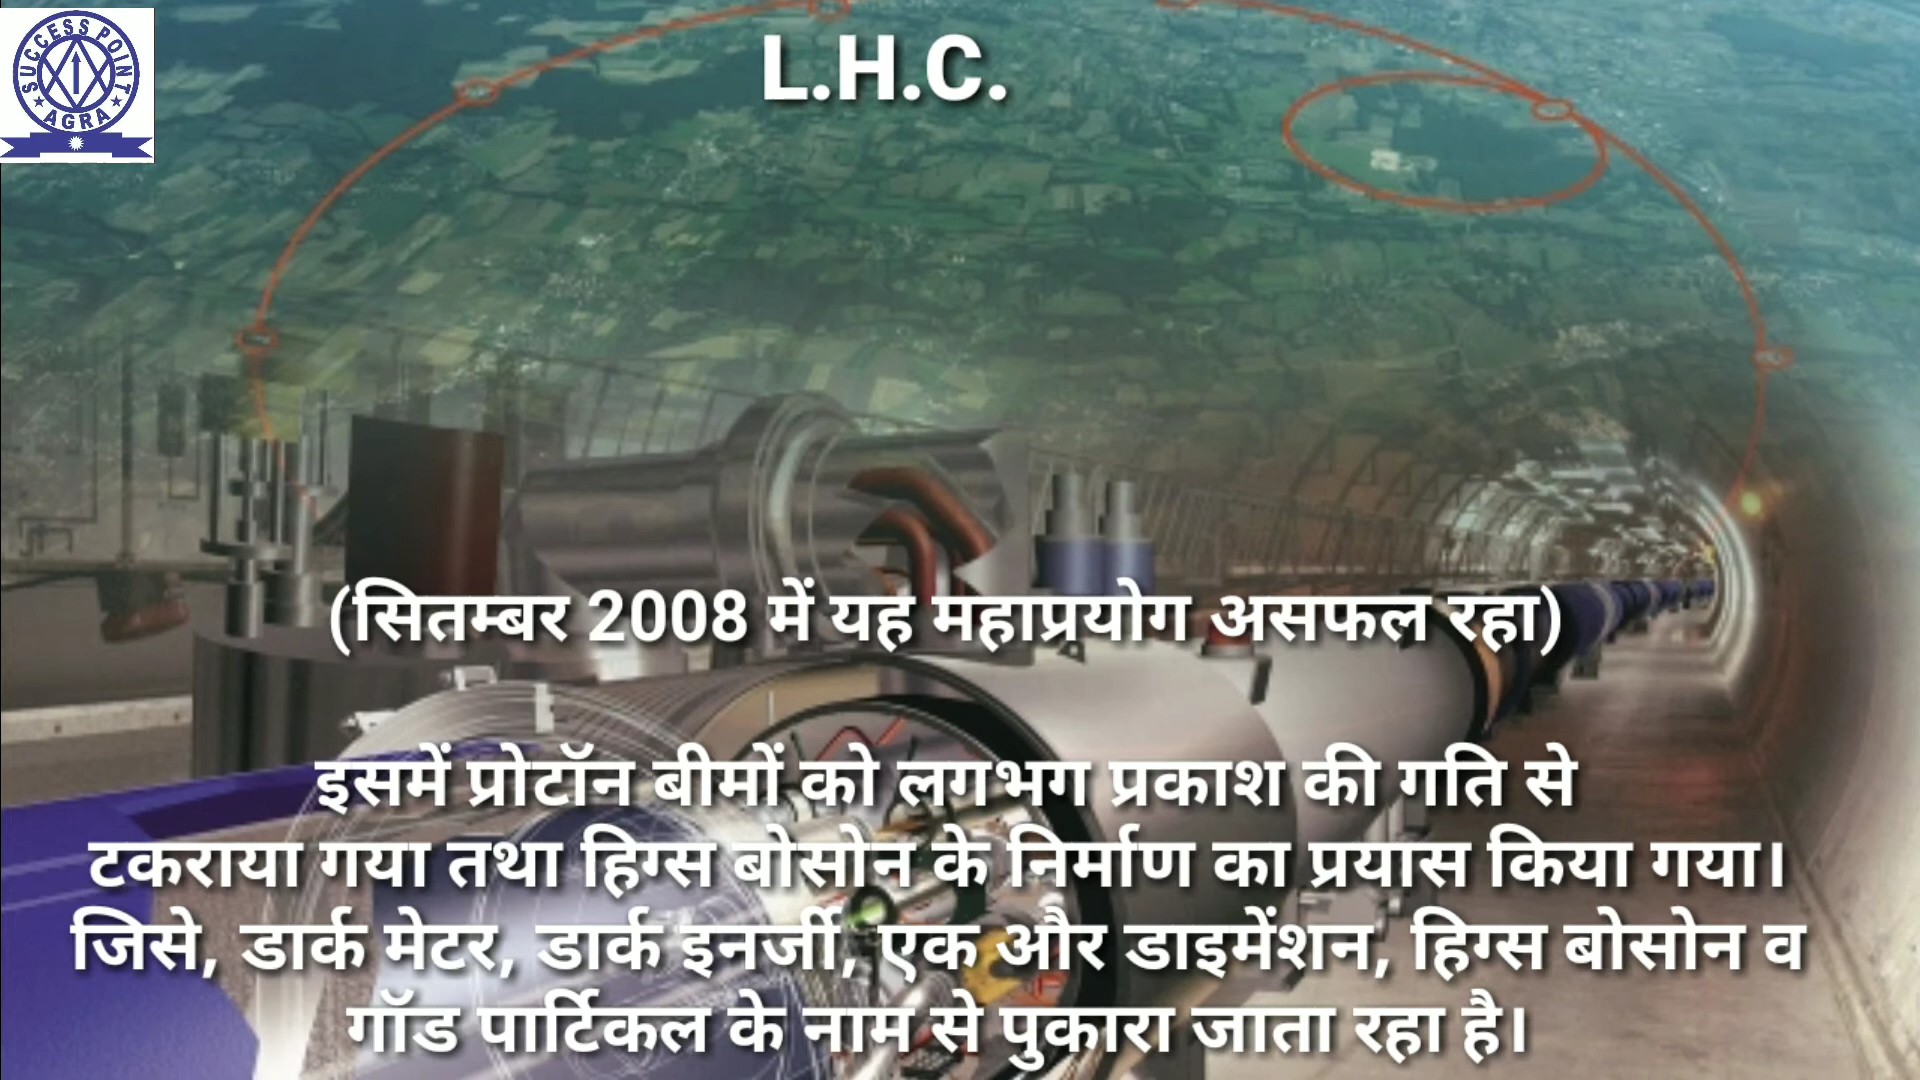 SUCCESS POINT
AGRA
L.H.C.
(सितम्बर 2008 में यह महाप्रयोग असफल रहा)
इसमें प्रोटॉन बीमों को लगभग प्रकाश की गति से
टकराया गया तथा हिग्स बोसोन के निर्माण का प्रयास किया गया।
जिसे, डार्क मेटर, डार्क इनर्जी, एक और डाइमेंशन, हिग्स बोसोन व
गॉड पार्टिकल के नाम से पुकारा जाता रहा है।